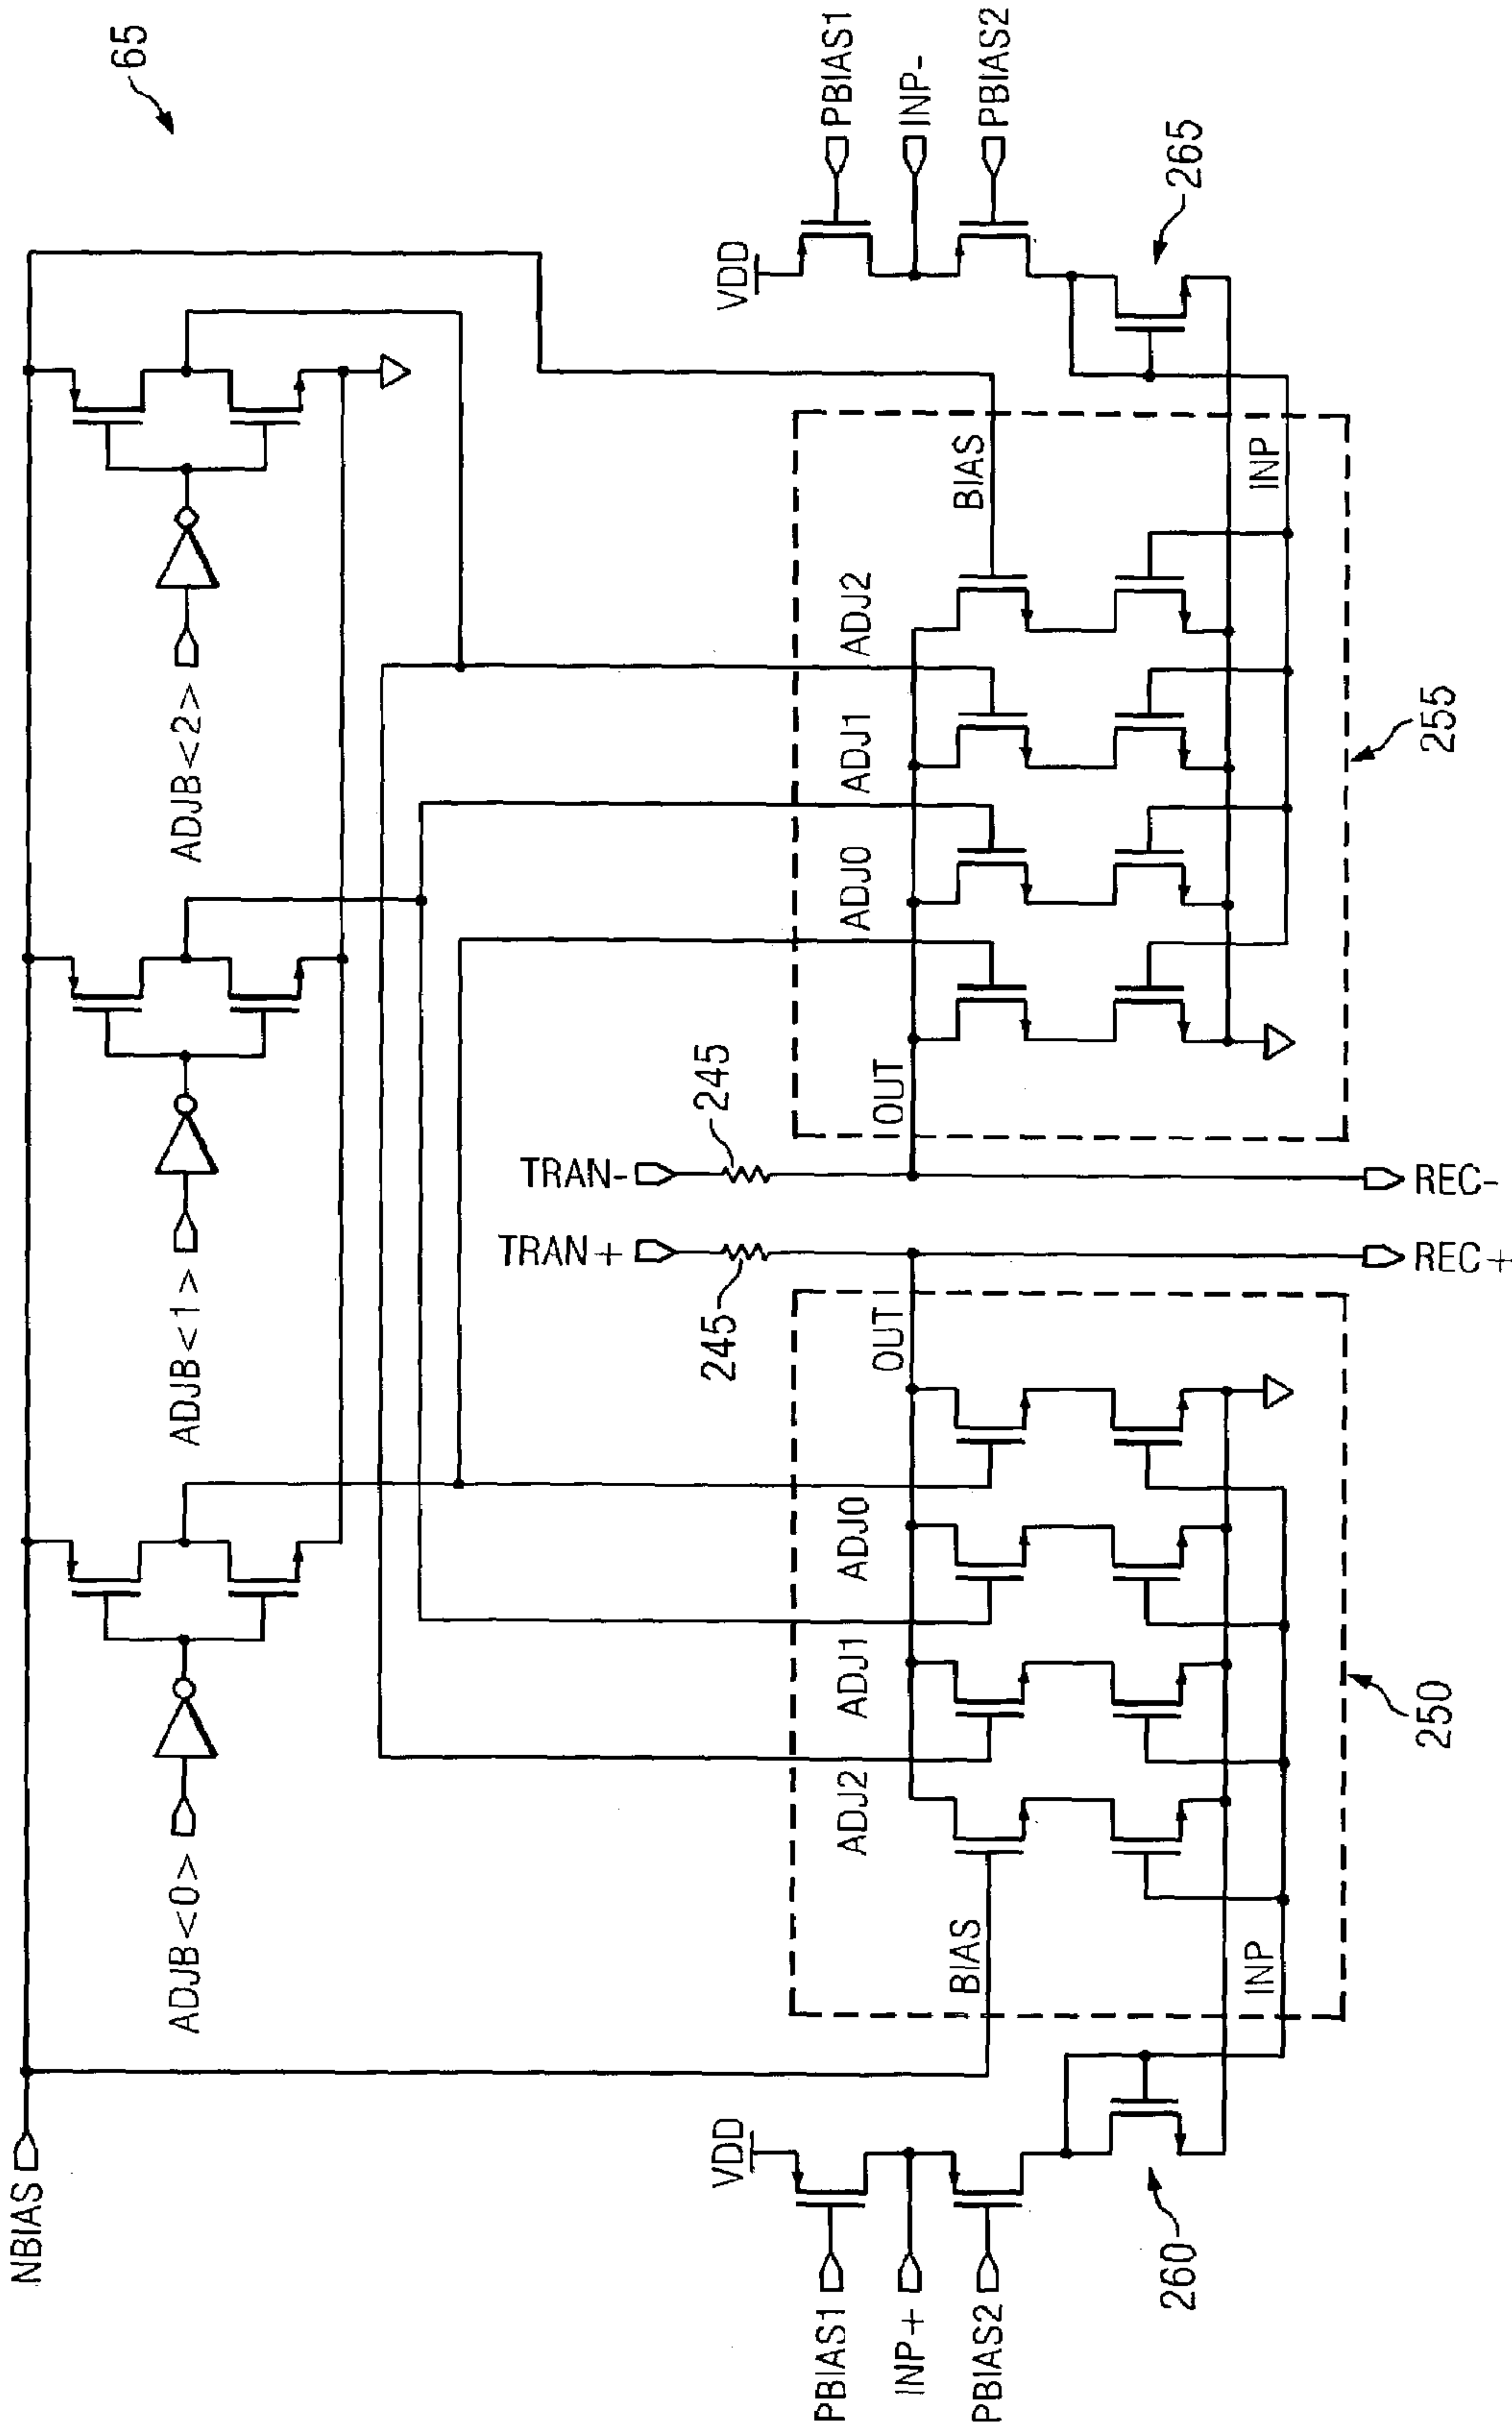 65
NBIAS
ADJB<0>
ADJB<1>
ADJB<2>
PBIAS1
INP+
PBIAS2
VDD
260
BIAS
INP
ADJ2
ADJ1
ADJ0
OUT
250
TRAN+
245
REC+
TRAN-
245
REC-
OUT
ADJ0
ADJ1
ADJ2
BIAS
INP
255
VDD
PBIAS1
INP-
PBIAS2
265